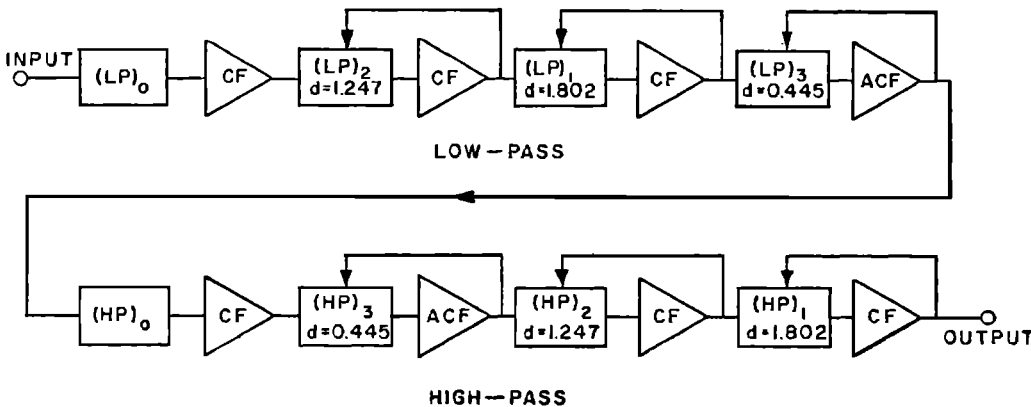 INPUT
(LP)₀
CF
(LP)₂
d=1.247
CF
(LP)₁
d=1.802
CF
(LP)₃
d=0.445
ACF
LOW-PASS
(HP)₀
CF
(HP)₃
d=0.445
ACF
(HP)₂
d=1.247
CF
(HP)₁
d=1.802
CF
OUTPUT
HIGH-PASS